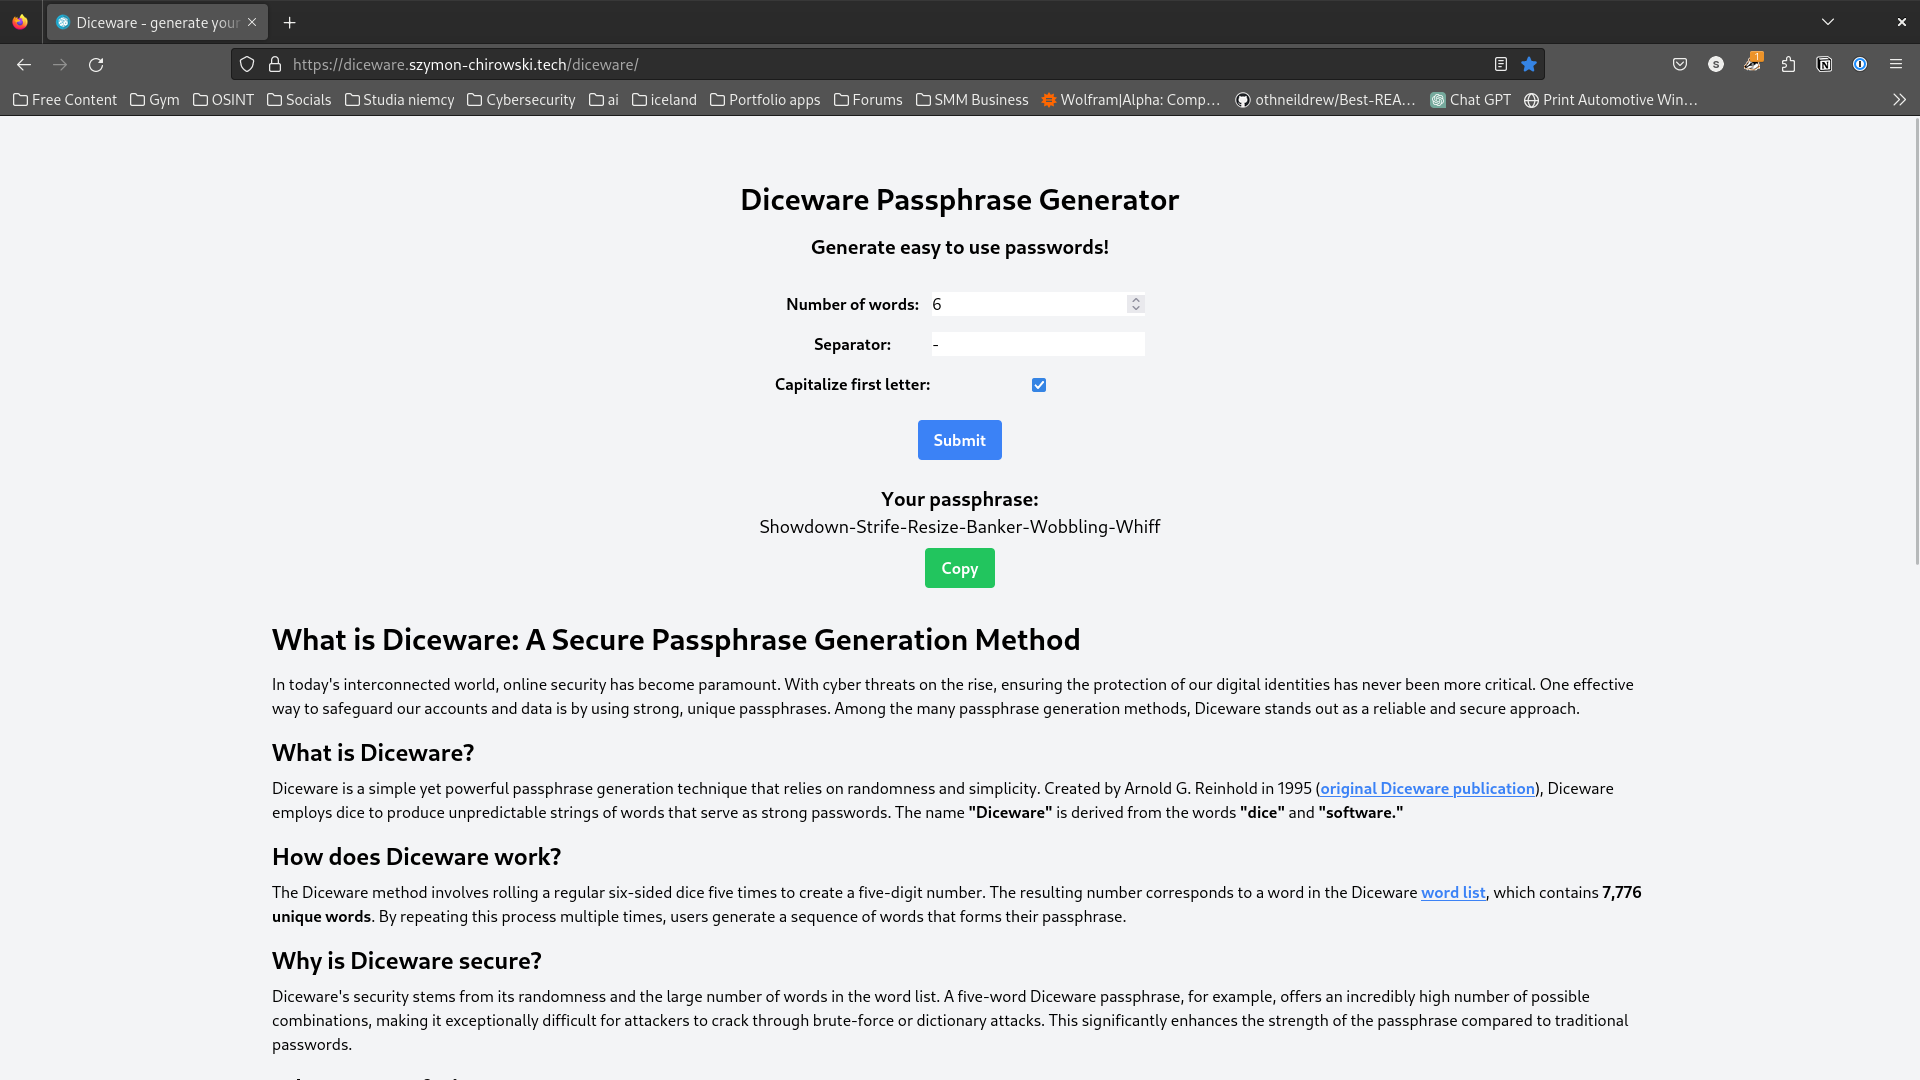 Diceware - generate your
https://diceware.szymon-chirowski.tech/diceware/
S
1
Free Content Gym OSINT Socials Studia niemcy Cybersecurity ai iceland Portfolio apps Forums SMM Business Wolfram|Alpha: Comp… othneildrew/Best-REA… Chat GPT Print Automotive Win…
Diceware Passphrase Generator
Generate easy to use passwords!
Number of words: 6
Separator: -
Capitalize first letter:
Submit
Your passphrase:
Showdown-Strife-Resize-Banker-Wobbling-Whiff
Copy
What is Diceware: A Secure Passphrase Generation Method
In today's interconnected world, online security has become paramount. With cyber threats on the rise, ensuring the protection of our digital identities has never been more critical. One effective
way to safeguard our accounts and data is by using strong, unique passphrases. Among the many passphrase generation methods, Diceware stands out as a reliable and secure approach.
What is Diceware?
Diceware is a simple yet powerful passphrase generation technique that relies on randomness and simplicity. Created by Arnold G. Reinhold in 1995 (original Diceware publication), Diceware
employs dice to produce unpredictable strings of words that serve as strong passwords. The name "Diceware" is derived from the words "dice" and "software."
How does Diceware work?
The Diceware method involves rolling a regular six-sided dice five times to create a five-digit number. The resulting number corresponds to a word in the Diceware word list, which contains 7,776
unique words. By repeating this process multiple times, users generate a sequence of words that forms their passphrase.
Why is Diceware secure?
Diceware's security stems from its randomness and the large number of words in the word list. A five-word Diceware passphrase, for example, offers an incredibly high number of possible
combinations, making it exceptionally difficult for attackers to crack through brute-force or dictionary attacks. This significantly enhances the strength of the passphrase compared to traditional
passwords.